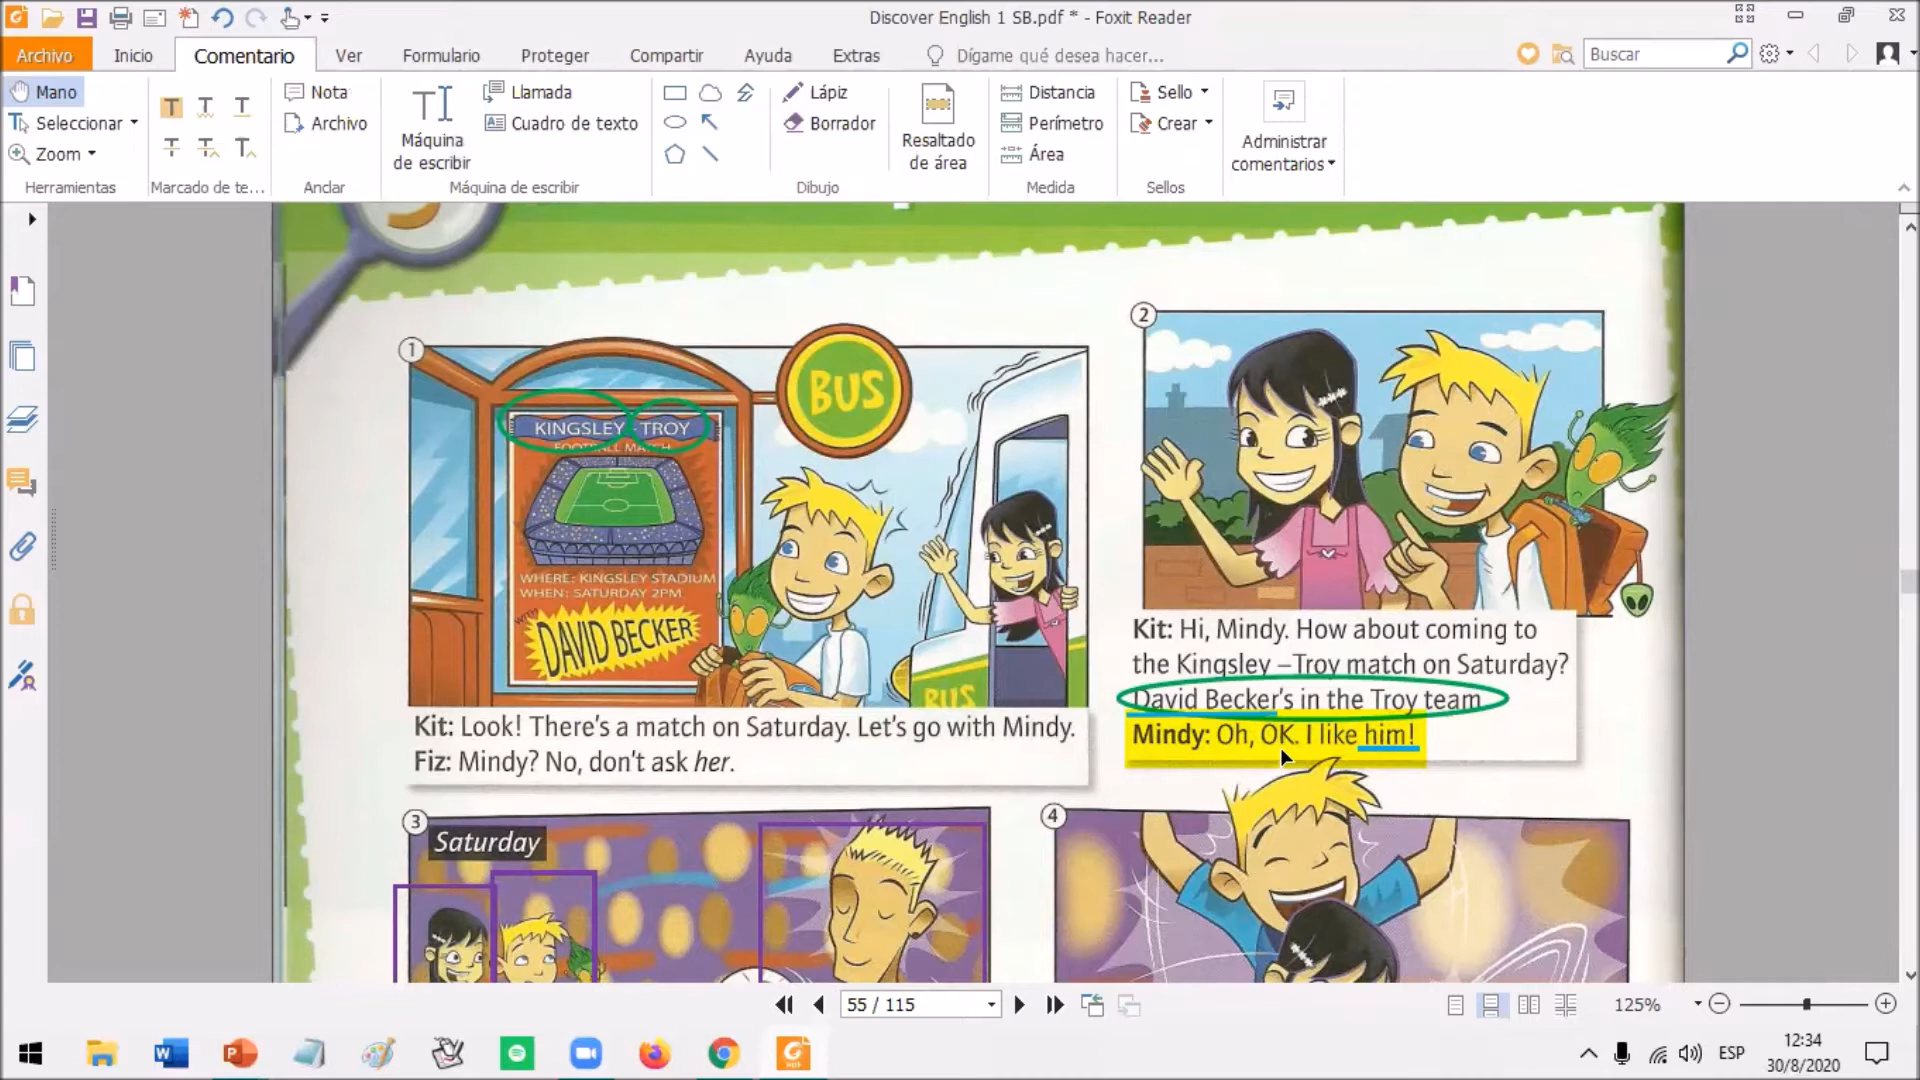 Discover English 1 SB.pdf * - Foxit Reader
Archivo Inicio Comentario Ver Formulario Proteger Compartir Ayuda Extras Dígame qué desea hacer... Buscar
Mano
Seleccionar
Zoom
Herramientas
Marcado de te...
Nota
Archivo
Anclar
Máquina
de escribir
Llamada
Cuadro de texto
Máquina de escribir
Lápiz
Borrador
Dibujo
Resaltado
de área
Distancia
Perímetro
Área
Medida
Sello
Crear
Sellos
Administrar
comentarios
1
KINGSLEY - TROY
FOOTBALL MATCH
WHERE: KINGSLEY STADIUM
WHEN: SATURDAY 2PM
WITH
DAVID BECKER
BUS
BUS
Kit: Look! There's a match on Saturday. Let's go with Mindy.
Fiz: Mindy? No, don't ask her.
2
Kit: Hi, Mindy. How about coming to
the Kingsley –Troy match on Saturday?
David Becker's in the Troy team
Mindy: Oh, OK. I like him!
3
Saturday
4
55 / 115
125%
ESP
12:34
30/8/2020